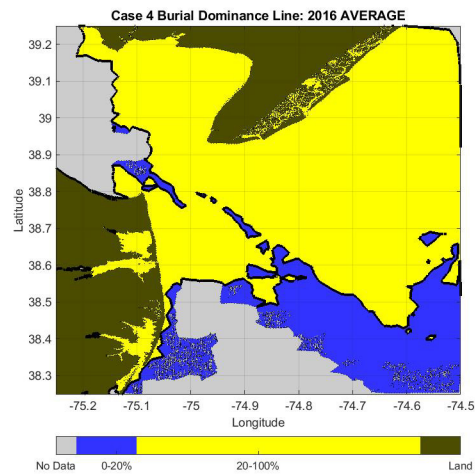 Case 4 Burial Dominance Line: 2016 AVERAGE
39.2
39.1
39
38.9
38.8
38.7
38.6
38.5
38.4
38.3
Latitude
-75.2 -75.1 -75 -74.9 -74.8 -74.7 -74.6 -74.5
Longitude
No Data 0-20% 20-100% Land